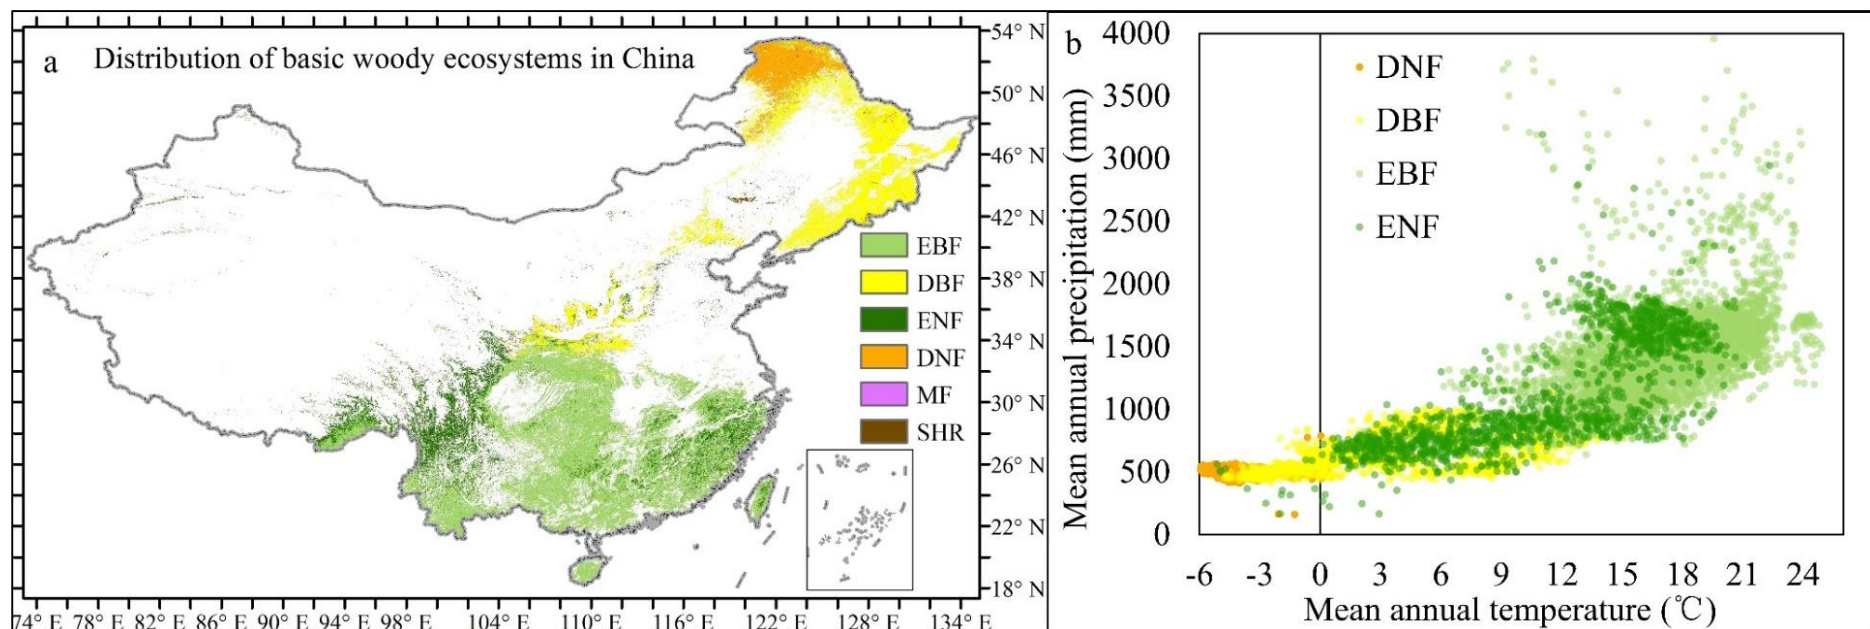 a Distribution of basic woody ecosystems in China
54° N
50° N
46° N
42° N
38° N
34° N
30° N
26° N
22° N
18° N
EBF
DBF
ENF
DNF
MF
SHR
74° E 78° E 82° E 86° E 90° E 94° E 98° E 104° E 110° E 116° E 122° E 128° E 134° E
b
Mean annual precipitation (mm)
4000
3500
3000
2500
2000
1500
1000
500
0
DNF
DBF
EBF
ENF
-6 -3 0 3 6 9 12 15 18 21 24
Mean annual temperature (℃)